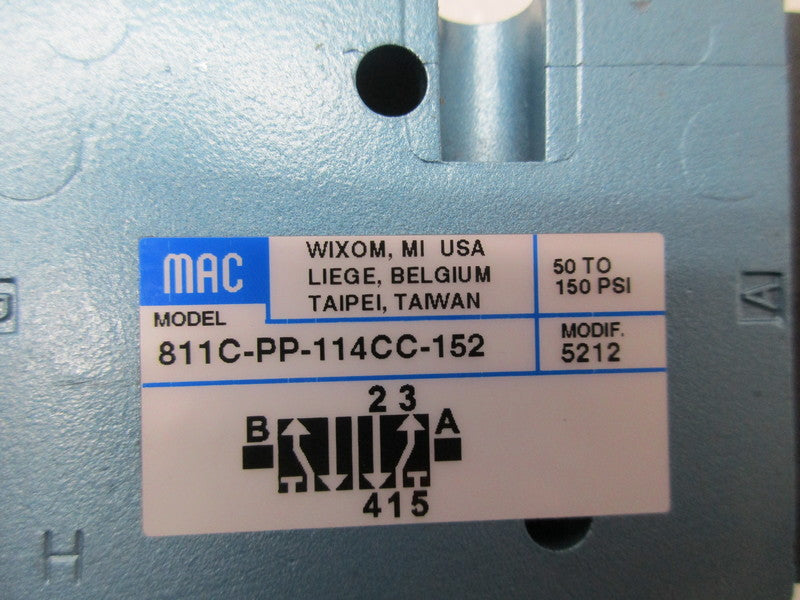 MAC
WIXOM, MI USA
LIEGE, BELGIUM
TAIPEI, TAIWAN
50 TO
150 PSI
MODEL
811C-PP-114CC-152
MODIF.
5212
2 3
B A
4 1 5
A
H